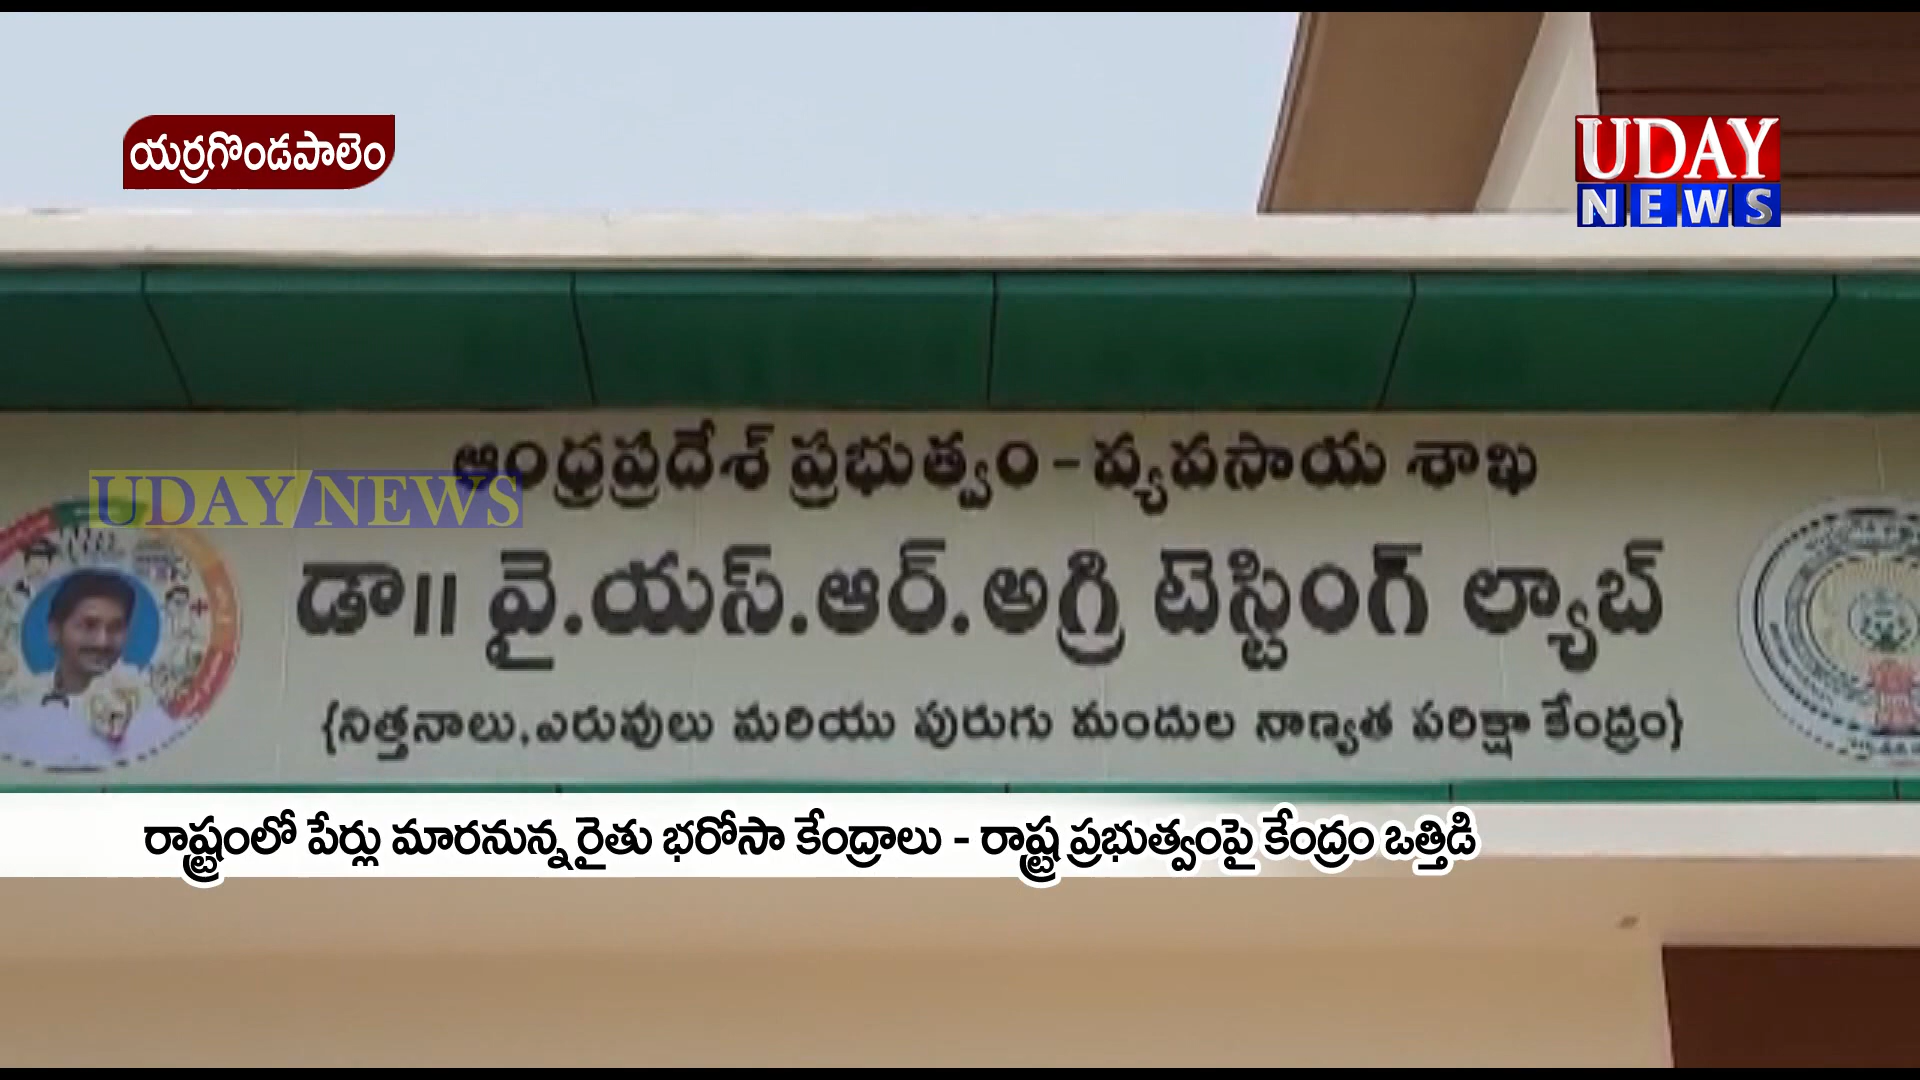 యర్రగొండపాలెం
UDAY
NEWS
ఆంధ్రప్రదేశ్ ప్రభుత్వం - వ్యవసాయ శాఖ
UDAY NEWS
డా॥ వై.యస్.ఆర్.అగ్రి టెస్టింగ్ ల్యాబ్
{నిత్తనాలు,ఎరువులు మరియు పురుగు మందుల నాణ్యత పరిక్షా కేంద్రం}
రాష్ట్రంలో పేర్లు మారనున్న రైతు భరోసా కేంద్రాలు - రాష్ట్ర ప్రభుత్వంపై కేంద్రం ఒత్తిడి